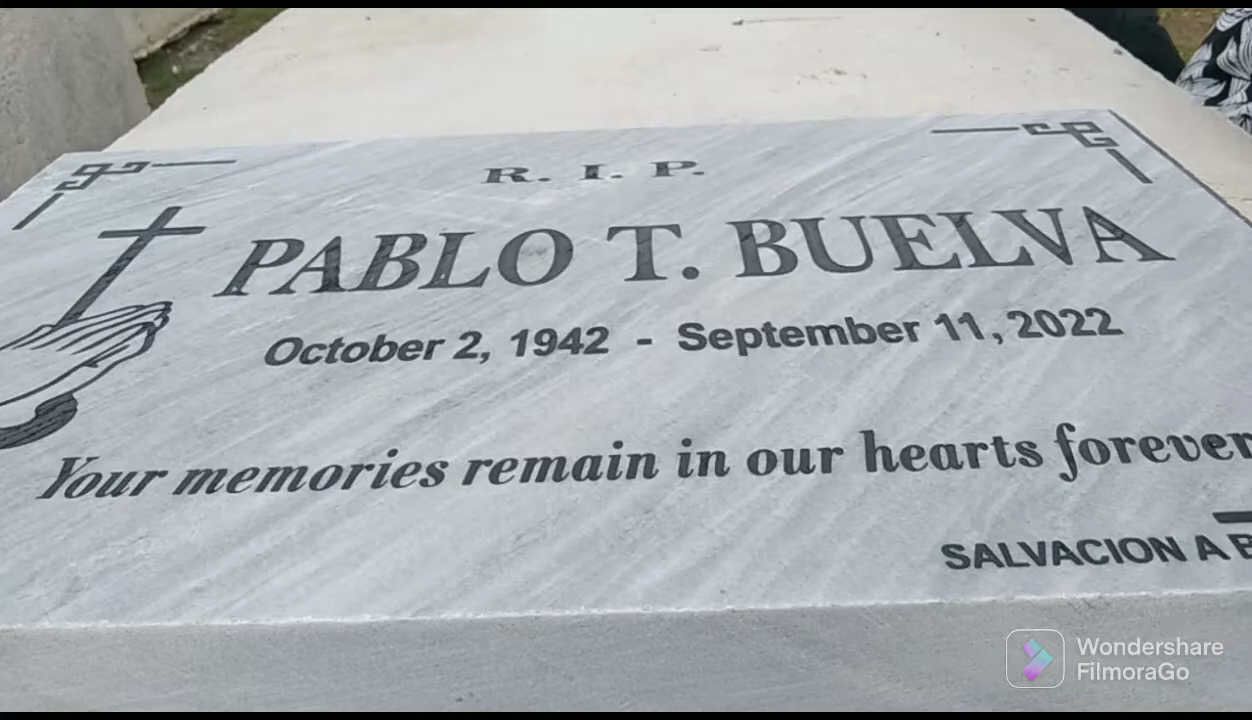 R. I. P.
PABLO T. BUELVA
October 2, 1942 - September 11, 2022
Your memories remain in our hearts forever
SALVACION A
Wondershare
FilmoraGo